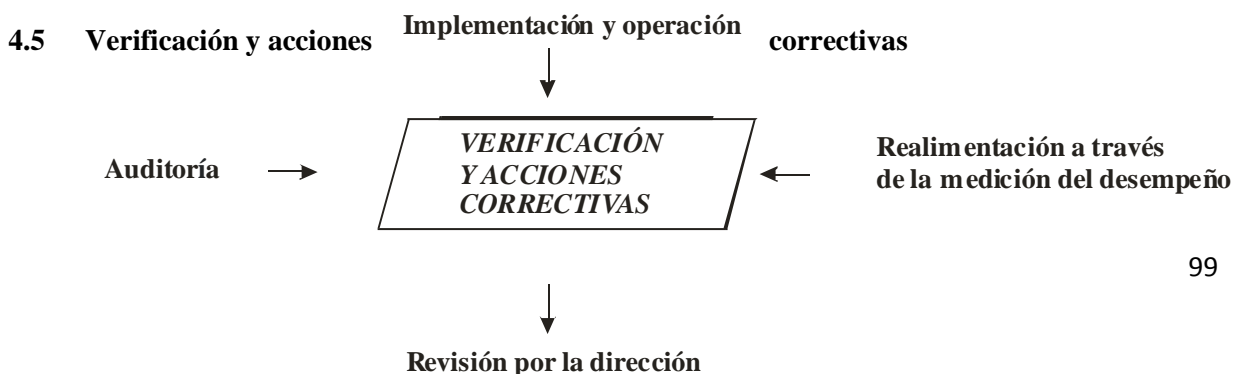 Implementación y operación
4.5 Verificación y acciones correctivas
VERIFICACIÓN
Y ACCIONES
CORRECTIVAS
Auditoría
Realimentación a través
de la medición del desempeño
99
Revisión por la dirección